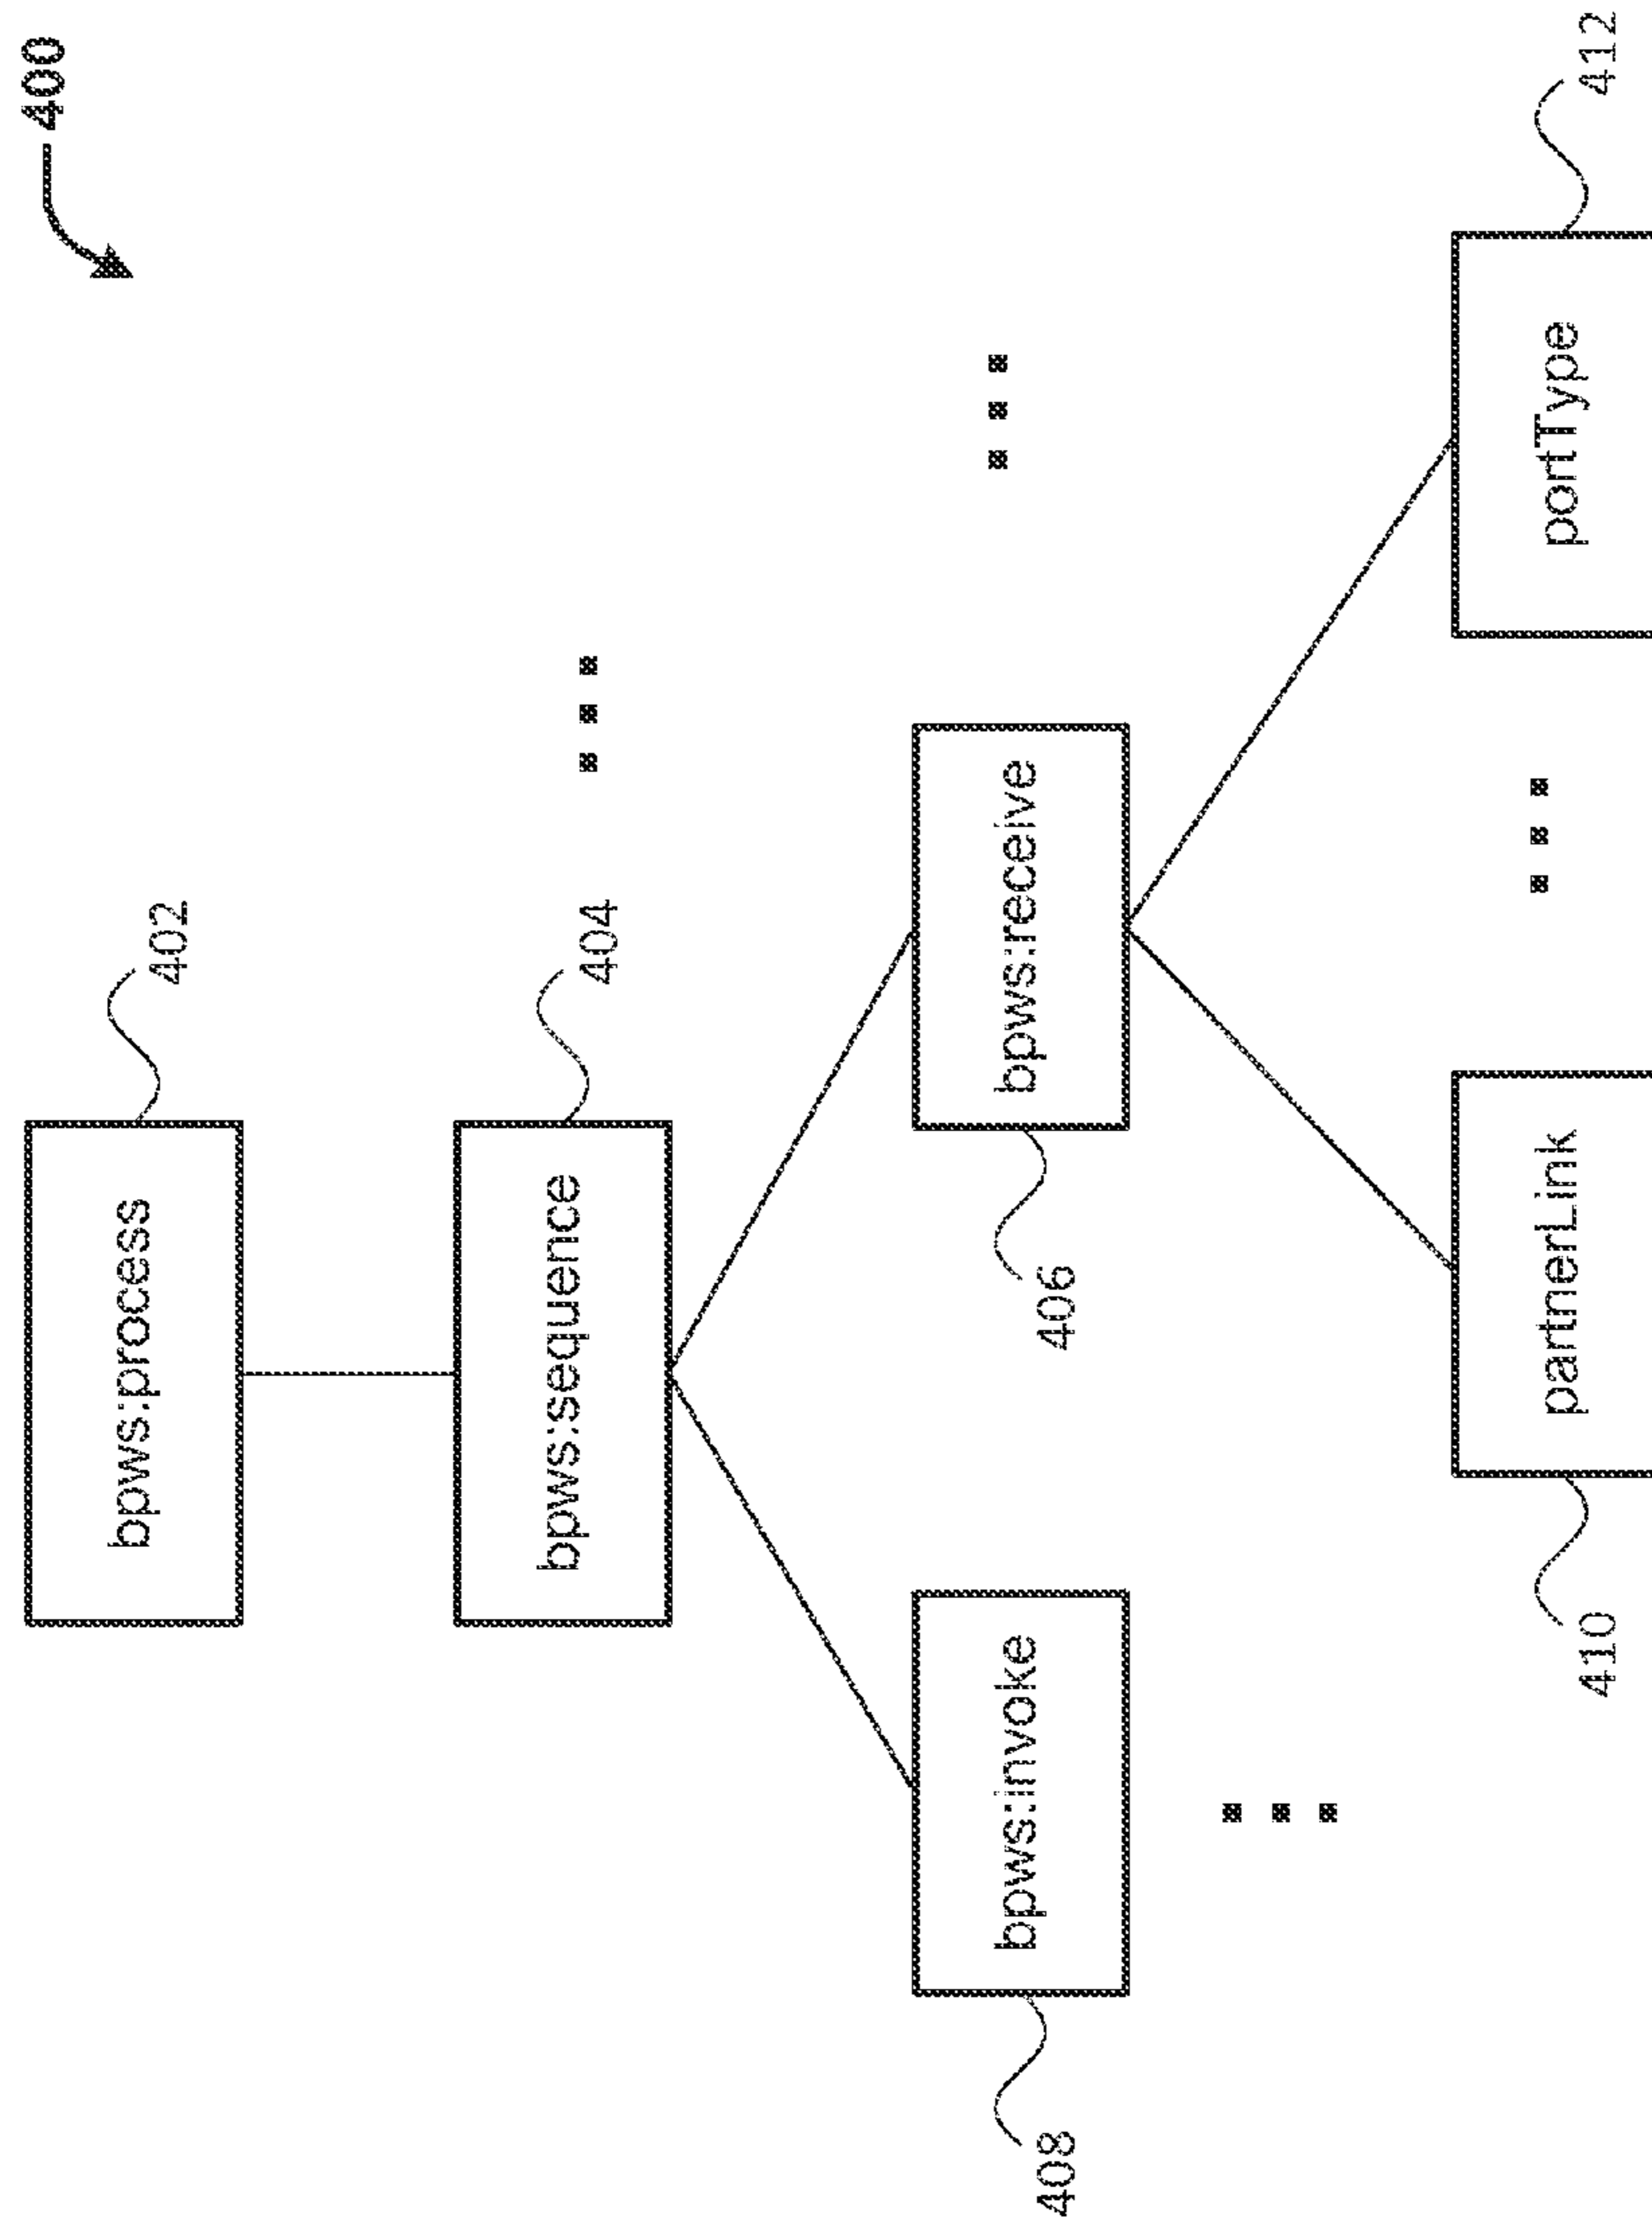 400
bpws:process
402
bpws:sequence
404
bpws:invoke
408
bpws:receive
406
partnerLink
410
portType
412